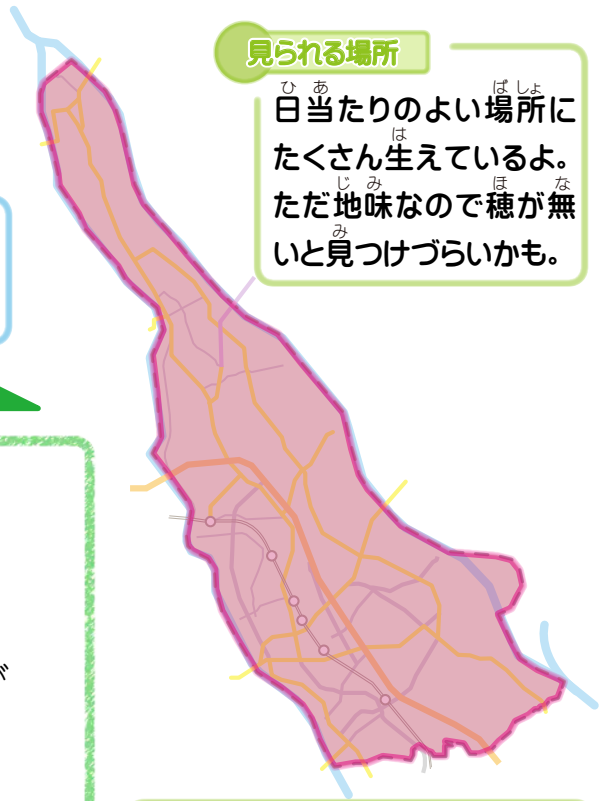 見られる場所
日当たりのよい場所に
たくさん生えているよ。
ただ地味なので穂が無
いと見つけづらいかも。
が